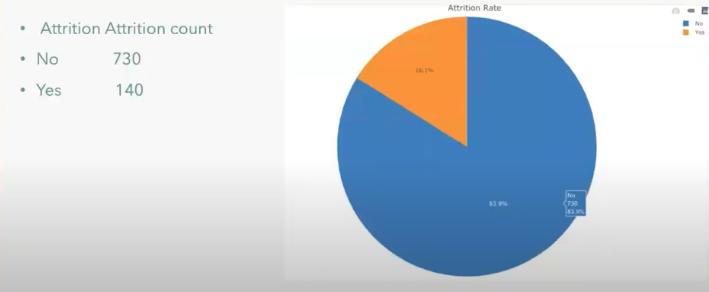 Attrition Attrition count
No 730
Yes 140
Attrition Rate
No
Yes
16.1%
83.9%
No
730
83.9%